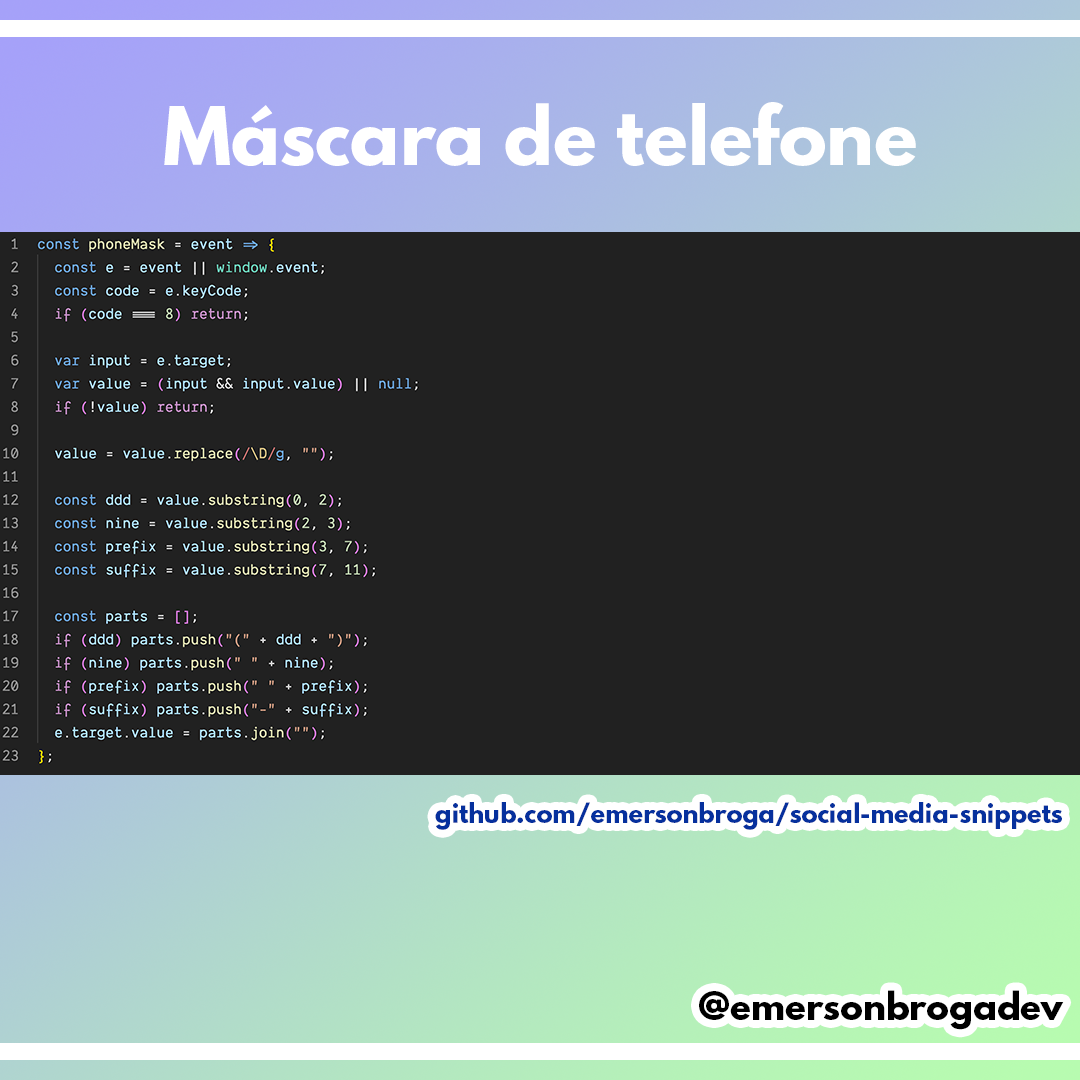 Máscara de telefone
1 const phoneMask = event => {
2   const e = event || window.event;
3   const code = e.keyCode;
4   if (code === 8) return;
5
6   var input = e.target;
7   var value = (input && input.value) || null;
8   if (!value) return;
9
10   value = value.replace(/\D/g, "");
11
12   const ddd = value.substring(0, 2);
13   const nine = value.substring(2, 3);
14   const prefix = value.substring(3, 7);
15   const suffix = value.substring(7, 11);
16
17   const parts = [];
18   if (ddd) parts.push("(" + ddd + ")");
19   if (nine) parts.push(" " + nine);
20   if (prefix) parts.push(" " + prefix);
21   if (suffix) parts.push("-" + suffix);
22   e.target.value = parts.join("");
23 };
github.com/emersonbroga/social-media-snippets
@emersonbrogadev